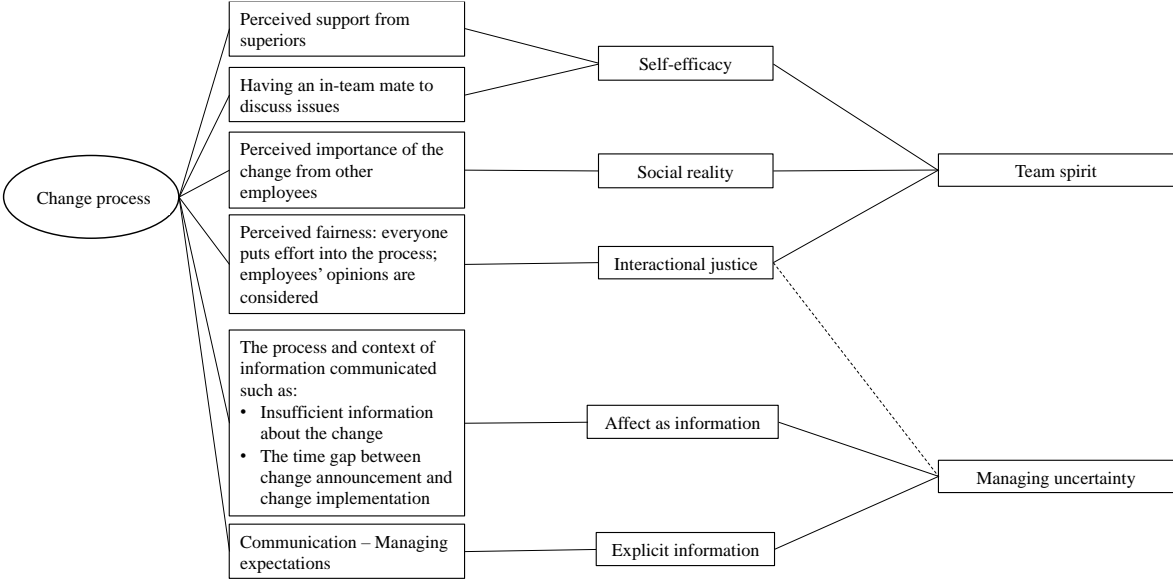 Change process
Perceived support from
superiors
Having an in-team mate to
discuss issues
Perceived importance of the
change from other
employees
Perceived fairness: everyone
puts effort into the process;
employees’ opinions are
considered
The process and context of
information communicated
such as:
• Insufficient information
about the change
• The time gap between
change announcement and
change implementation
Communication – Managing
expectations
Self-efficacy
Social reality
Interactional justice
Affect as information
Explicit information
Team spirit
Managing uncertainty